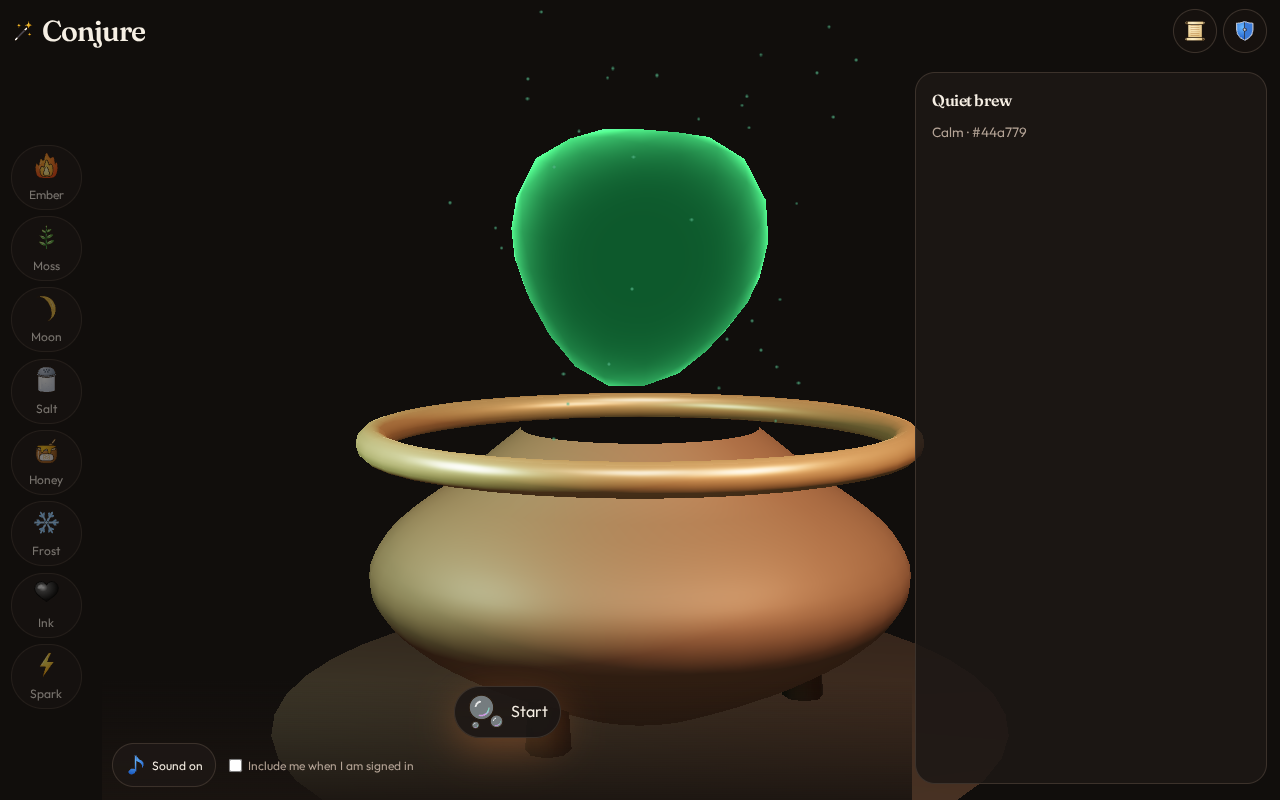 Conjure
Ember
Moss
Moon
Salt
Honey
Frost
Ink
Spark
Quiet brew
Calm · #44a779
Start
Sound on
Include me when I am signed in